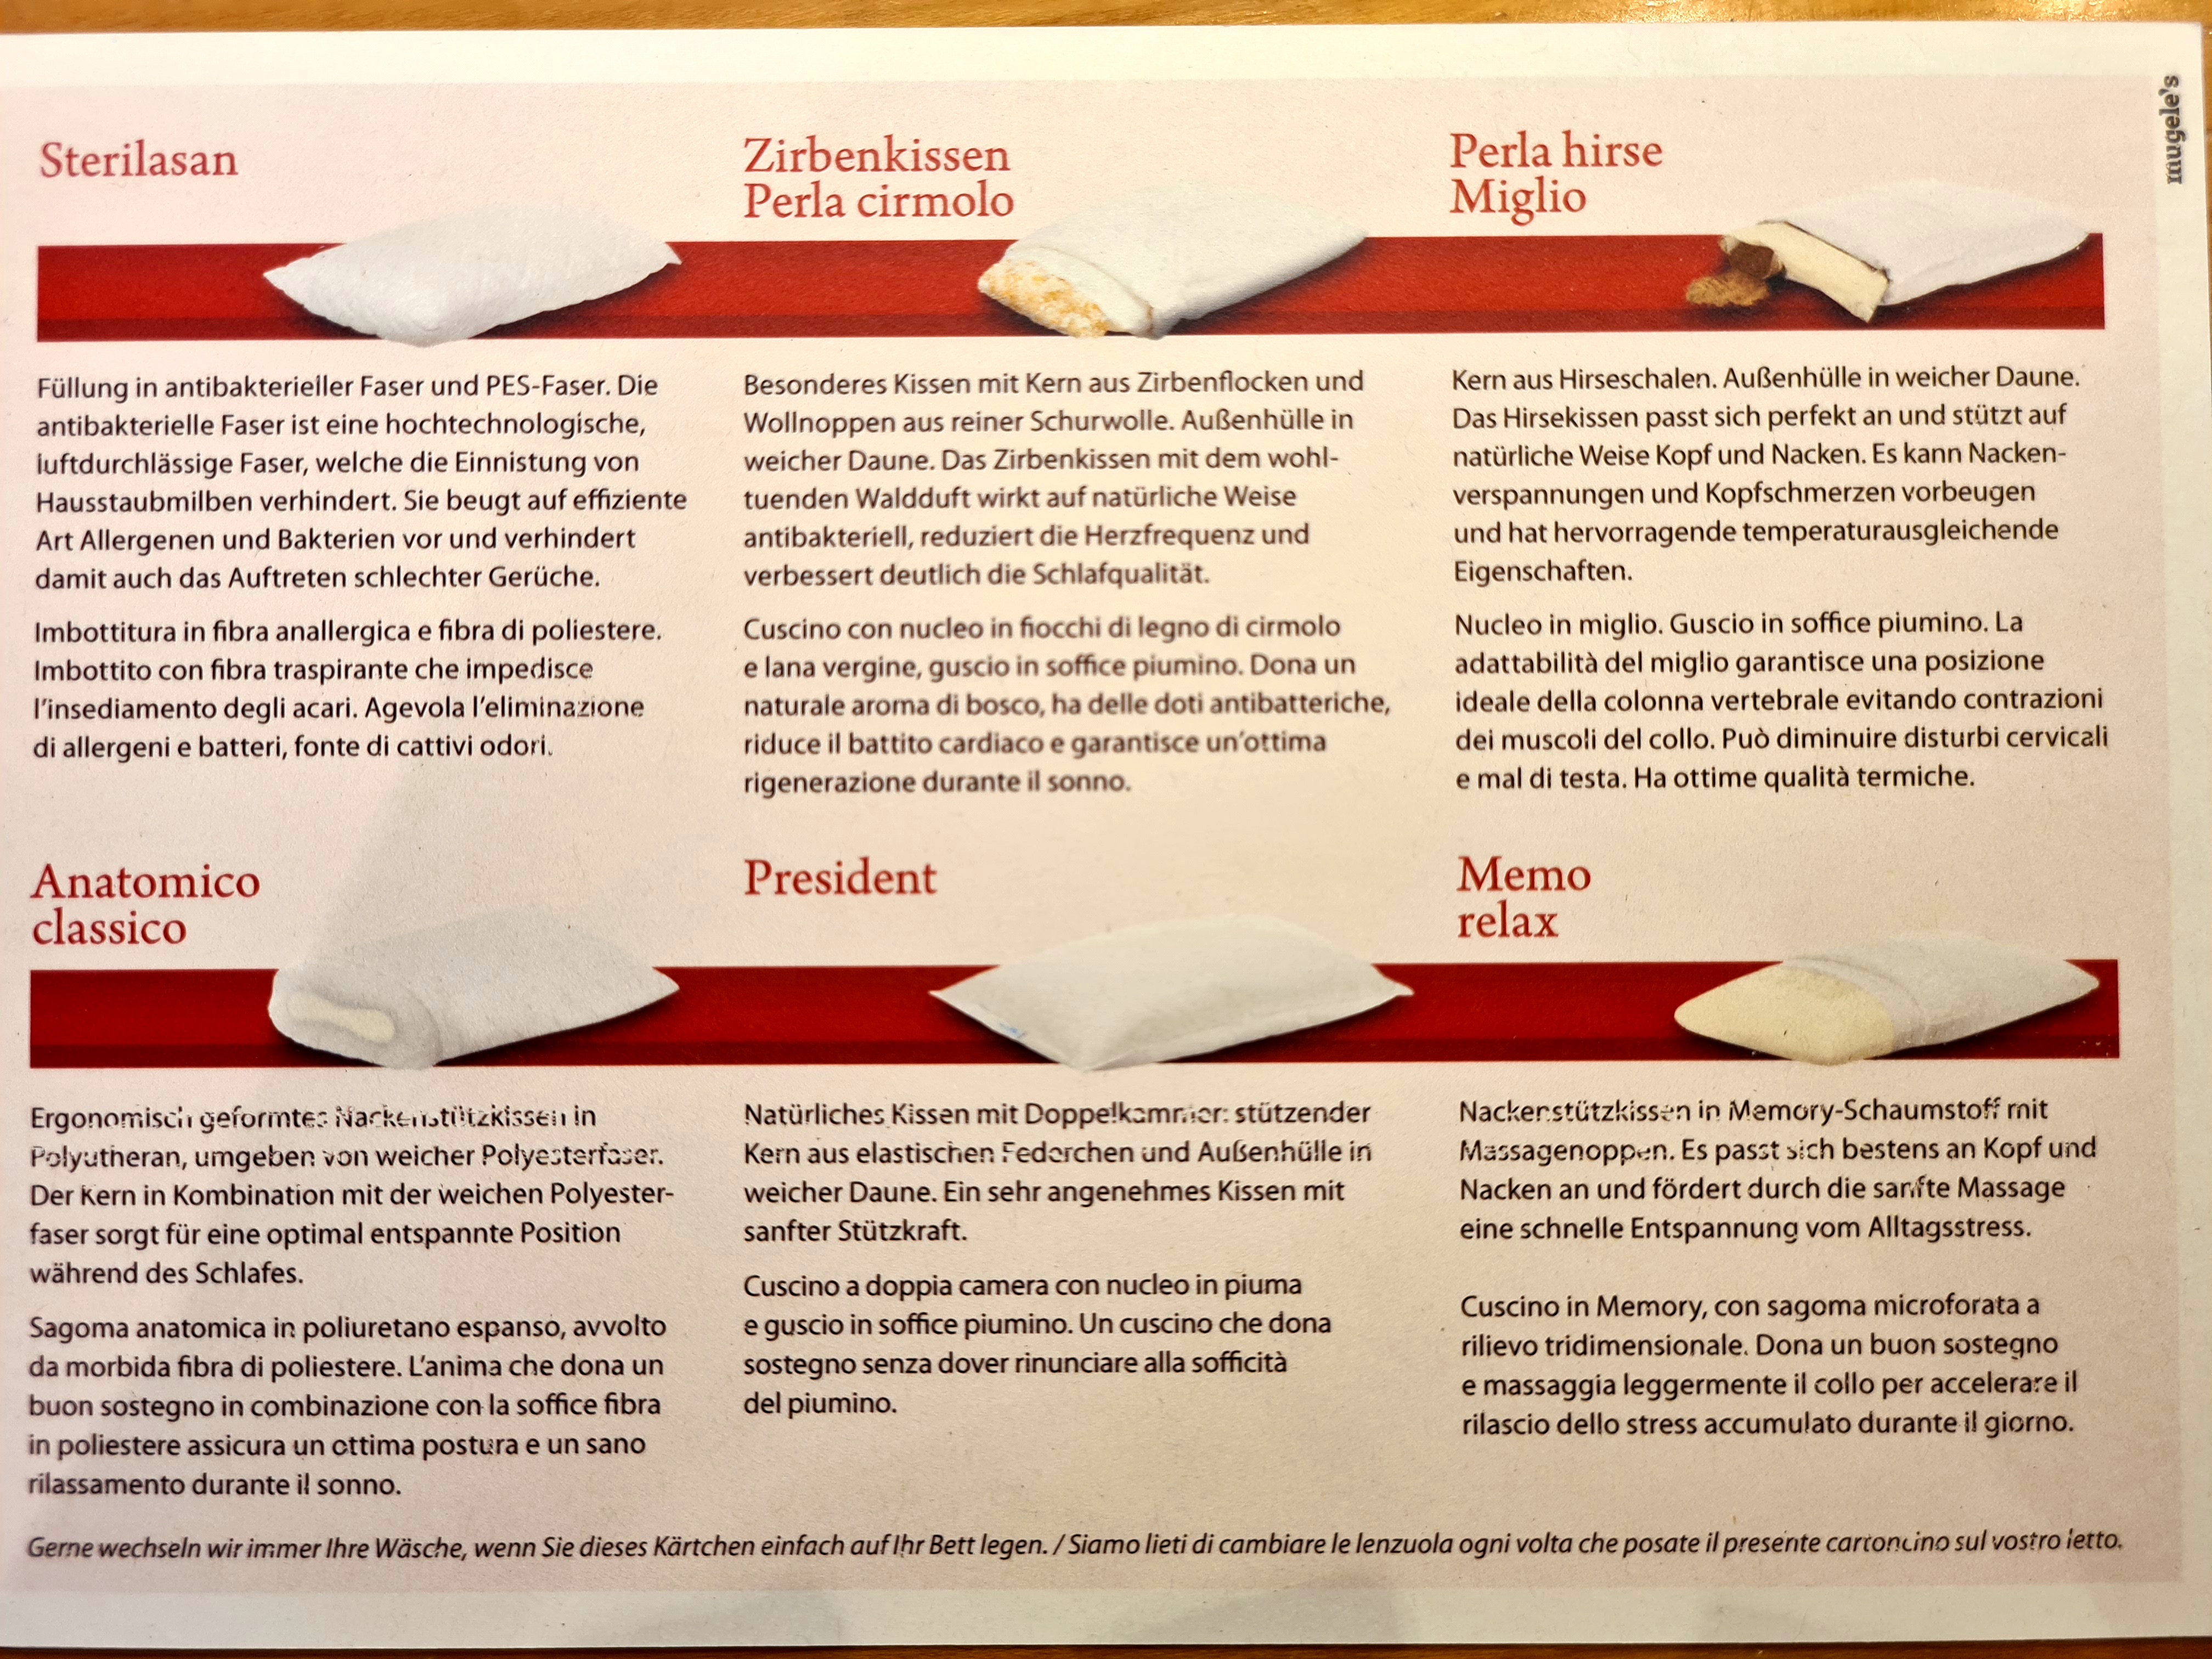 Sterilasan
Füllung in antibakterieller Faser und PES-Faser. Die
antibakterielle Faser ist eine hochtechnologische,
luftdurchlässige Faser, welche die Einnistung von
Hausstaubmilben verhindert. Sie beugt auf effiziente
Art Allergenen und Bakterien vor und verhindert
damit auch das Auftreten schlechter Gerüche.
Imbottitura in fibra anallergica e fibra di poliestere.
Imbottito con fibra traspirante che impedisce
l'insediamento degli acari. Agevola l'eliminazione
di allergeni e batteri, fonte di cattivi odori.
Zirbenkissen
Perla cirmolo
Besonderes Kissen mit Kern aus Zirbenflocken und
Wollnoppen aus reiner Schurwolle. Außenhülle in
weicher Daune. Das Zirbenkissen mit dem wohl-
tuenden Waldduft wirkt auf natürliche Weise
antibakteriell, reduziert die Herzfrequenz und
verbessert deutlich die Schlafqualität.
Cuscino con nucleo in fiocchi di legno di cirmolo
e lana vergine, guscio in soffice piumino. Dona un
naturale aroma di bosco, ha delle doti antibatteriche,
riduce il battito cardiaco e garantisce un'ottima
rigenerazione durante il sonno.
Perla hirse
Miglio
Kern aus Hirseschalen. Außenhülle in weicher Daune.
Das Hirsekissen passt sich perfekt an und stützt auf
natürliche Weise Kopf und Nacken. Es kann Nacken-
verspannungen und Kopfschmerzen vorbeugen
und hat hervorragende temperaturausgleichende
Eigenschaften.
Nucleo in miglio. Guscio in soffice piumino. La
adattabilità del miglio garantisce una posizione
ideale della colonna vertebrale evitando contrazioni
dei muscoli del collo. Può diminuire disturbi cervicali
e mal di testa. Ha ottime qualità termiche.
Anatomico
classico
Ergonomisch geformtes Nackenstützkissen in
Polyutheran, umgeben von weicher Polyesterfaser.
Der Kern in Kombination mit der weichen Polyester-
faser sorgt für eine optimal entspannte Position
während des Schlafes.
Sagoma anatomica in poliuretano espanso, avvolto
da morbida fibra di poliestere. L'anima che dona un
buon sostegno in combinazione con la soffice fibra
in poliestere assicura un ottima postura e un sano
rilassamento durante il sonno.
President
Natürliches Kissen mit Doppelkammer: stützender
Kern aus elastischen Federchen und Außenhülle in
weicher Daune. Ein sehr angenehmes Kissen mit
sanfter Stützkraft.
Cuscino a doppia camera con nucleo in piuma
e guscio in soffice piumino. Un cuscino che dona
sostegno senza dover rinunciare alla sofficità
del piumino.
Memo
relax
Nackenstützkissen in Memory-Schaumstoff mit
Massagenoppen. Es passt sich bestens an Kopf und
Nacken an und fördert durch die sanfte Massage
eine schnelle Entspannung vom Alltagsstress.
Cuscino in Memory, con sagoma microforata a
rilievo tridimensionale. Dona un buon sostegno
e massaggia leggermente il collo per accelerare il
rilascio dello stress accumulato durante il giorno.
Gerne wechseln wir immer Ihre Wäsche, wenn Sie dieses Kärtchen einfach auf Ihr Bett legen. / Siamo lieti di cambiare le lenzuola ogni volta che posate il presente cartoncino sul vostro letto.
mugele's